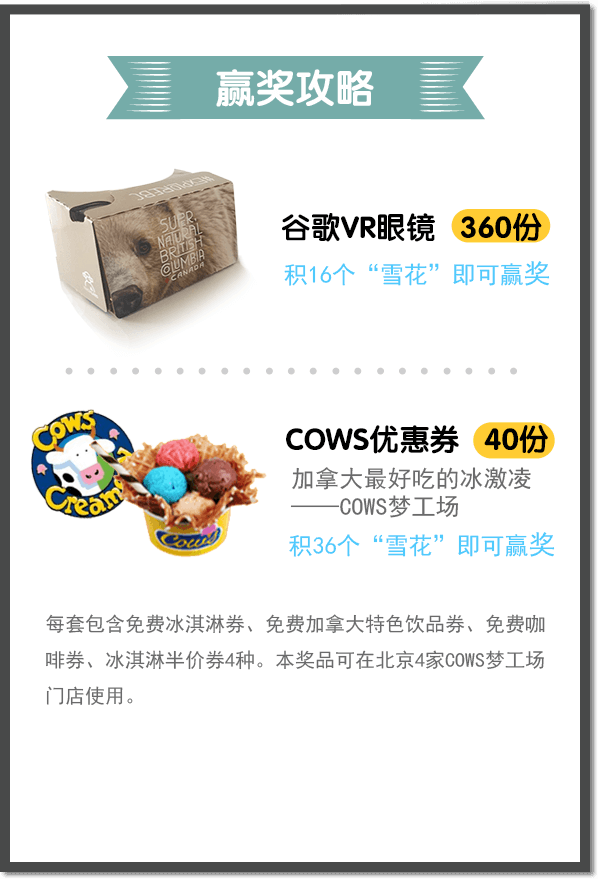 赢奖攻略
#EXPLOREBC
SUPER
NATURAL
BRITISH
COLUMBIA
CANADA
谷歌VR眼镜 360份
积16个“雪花”即可赢奖
COWS
Creamery
Cows
COWS优惠券 40份
加拿大最好吃的冰激凌
——COWS梦工场
积36个“雪花”即可赢奖
每套包含免费冰淇淋券、免费加拿大特色饮品券、免费咖
啡券、冰淇淋半价券4种。本奖品可在北京4家COWS梦工场
门店使用。